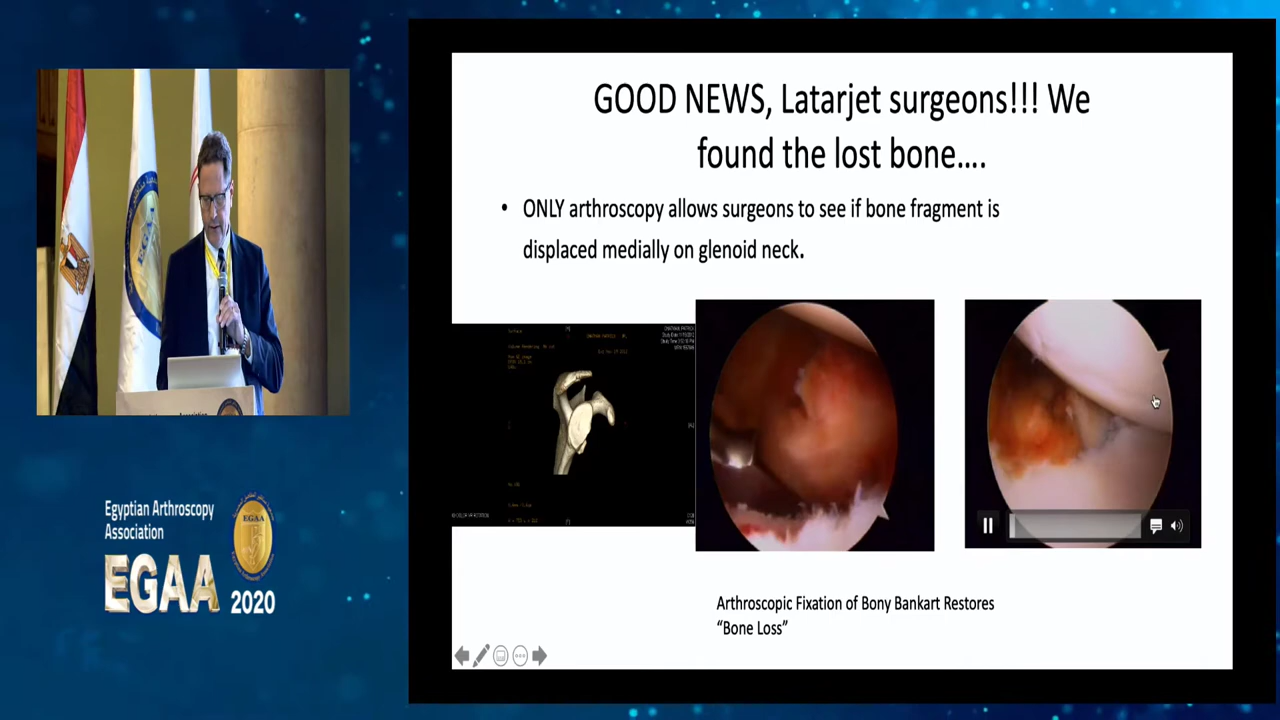 GOOD NEWS, Latarjet surgeons!!! We
found the lost bone....
• ONLY arthroscopy allows surgeons to see if bone fragment is
displaced medially on glenoid neck.
Arthroscopic Fixation of Bony Bankart Restores
“Bone Loss”
Egyptian Arthroscopy
Association
EGAA
EGAA 2020